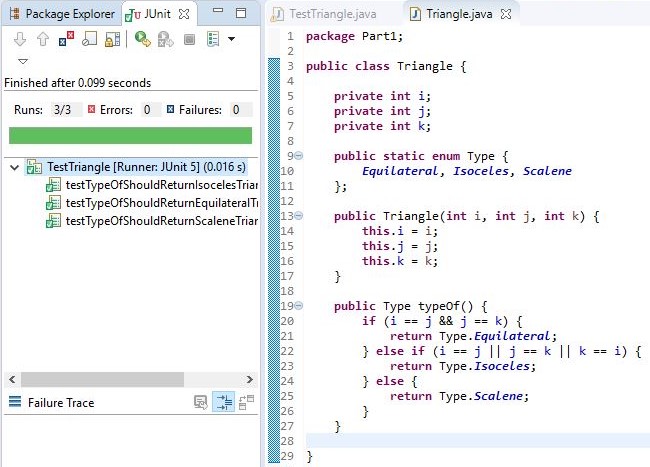 Package Explorer JUnit
Finished after 0.099 seconds
Runs: 3/3 Errors: 0 Failures: 0
TestTriangle [Runner: JUnit 5] (0.016 s)
testTypeOfShouldReturnIsocelesTriar
testTypeOfShouldReturnEquilateralTr
testTypeOfShouldReturnScaleneTriar
Failure Trace
TestTriangle.java Triangle.java
1 package Part1;
2
3 public class Triangle {
4
5 private int i;
6 private int j;
7 private int k;
8
9 public static enum Type {
10 Equilateral, Isoceles, Scalene
11 };
12
13 public Triangle(int i, int j, int k) {
14 this.i = i;
15 this.j = j;
16 this.k = k;
17 }
18
19 public Type typeOf() {
20 if (i == j && j == k) {
21 return Type.Equilateral;
22 } else if (i == j || j == k || k == i) {
23 return Type.Isoceles;
24 } else {
25 return Type.Scalene;
26 }
27 }
28
29 }